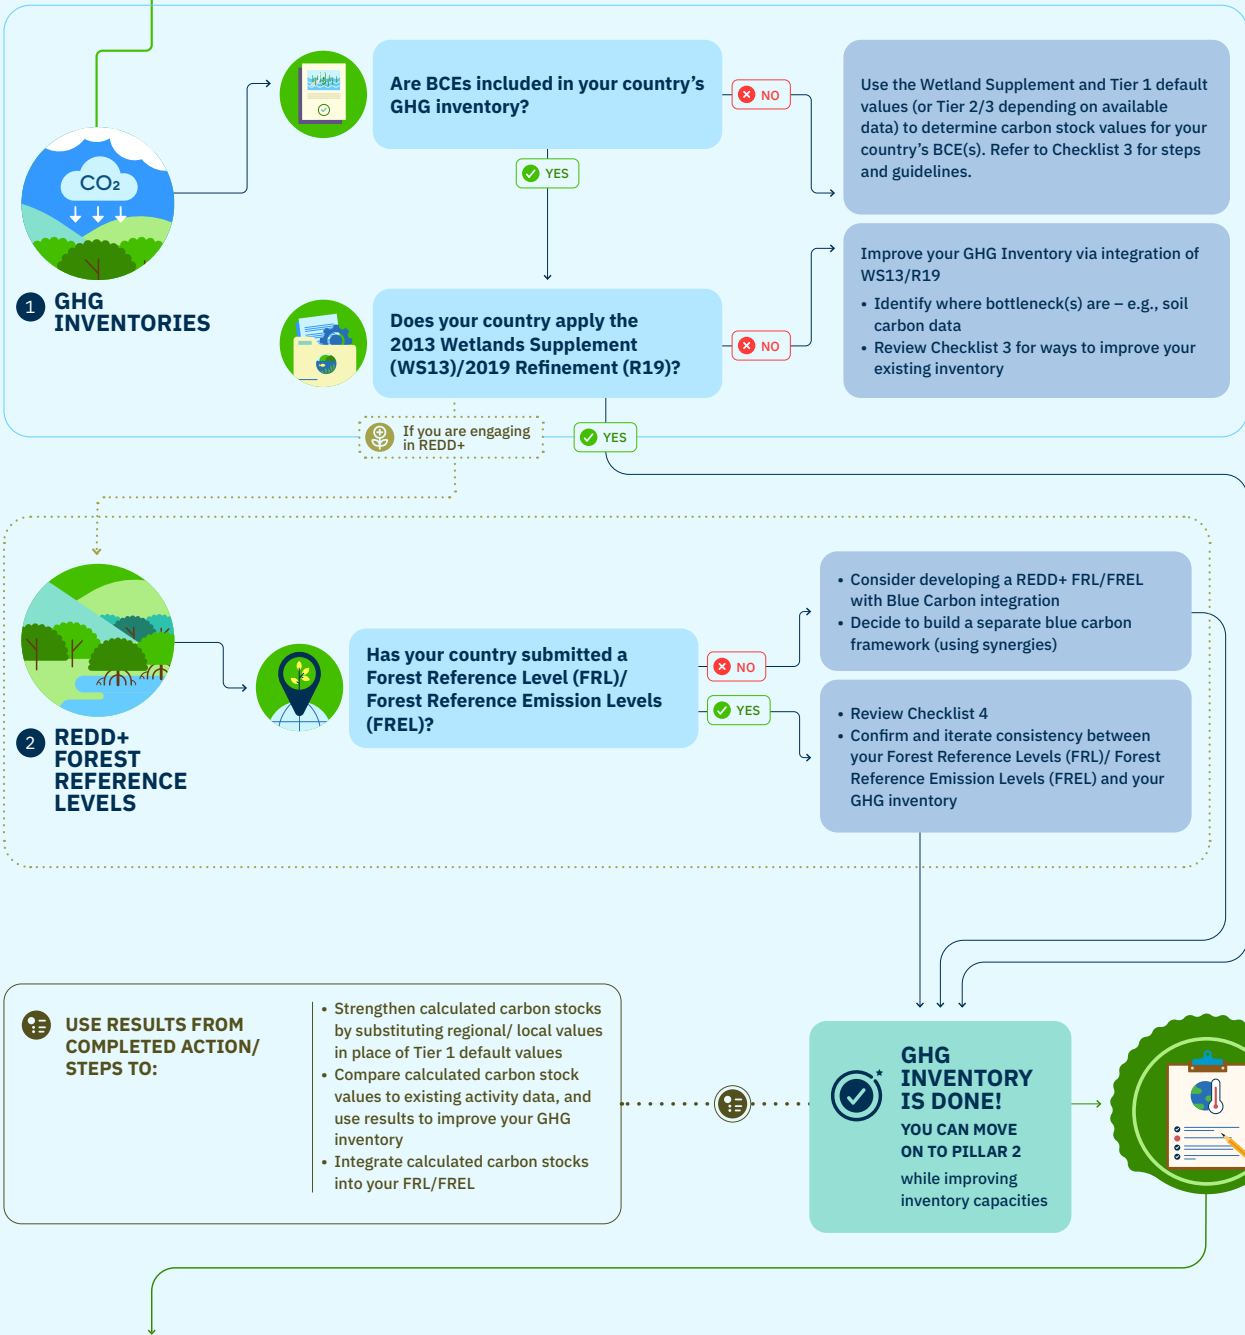 CO₂
1 GHG
INVENTORIES
Are BCEs included in your country's
GHG inventory?
NO
YES
Use the Wetland Supplement and Tier 1 default
values (or Tier 2/3 depending on available
data) to determine carbon stock values for your
country's BCE(s). Refer to Checklist 3 for steps
and guidelines.
Does your country apply the
2013 Wetlands Supplement
(WS13)/2019 Refinement (R19)?
NO
YES
Improve your GHG Inventory via integration of
WS13/R19
• Identify where bottleneck(s) are – e.g., soil
carbon data
• Review Checklist 3 for ways to improve your
existing inventory
If you are engaging
in REDD+
2 REDD+
FOREST
REFERENCE
LEVELS
Has your country submitted a
Forest Reference Level (FRL)/
Forest Reference Emission Levels
(FREL)?
NO
YES
• Consider developing a REDD+ FRL/FREL
with Blue Carbon integration
• Decide to build a separate blue carbon
framework (using synergies)
• Review Checklist 4
• Confirm and iterate consistency between
your Forest Reference Levels (FRL)/ Forest
Reference Emission Levels (FREL) and your
GHG inventory
USE RESULTS FROM
COMPLETED ACTION/
STEPS TO:
• Strengthen calculated carbon stocks
by substituting regional/ local values
in place of Tier 1 default values
• Compare calculated carbon stock
values to existing activity data, and
use results to improve your GHG
inventory
• Integrate calculated carbon stocks
into your FRL/FREL
GHG
INVENTORY
IS DONE!
YOU CAN MOVE
ON TO PILLAR 2
while improving
inventory capacities